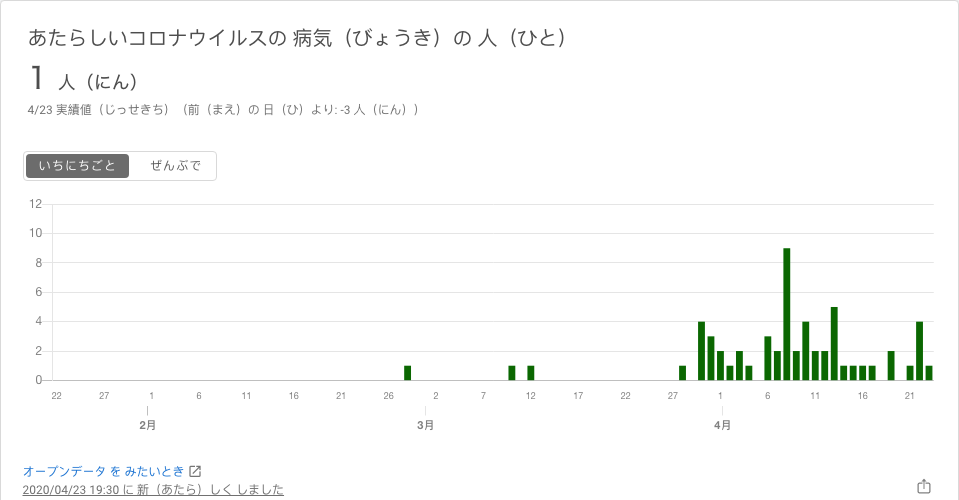 あたらしいコロナウイルスの 病気（びょうき）の 人（ひと）
1 人（にん）
4/23 実績値（じっせきち）（前（まえ）の 日（ひ）より: -3 人（にん））
いちにちごと ぜんぶで
12
10
8
6
4
2
0
22 27 1 6 11 16 21 26 2 7 12 17 22 27 1 6 11 16 21
2月 3月 4月
オープンデータ を みたいとき
2020/04/23 19:30 に 新（あたら）しく しました